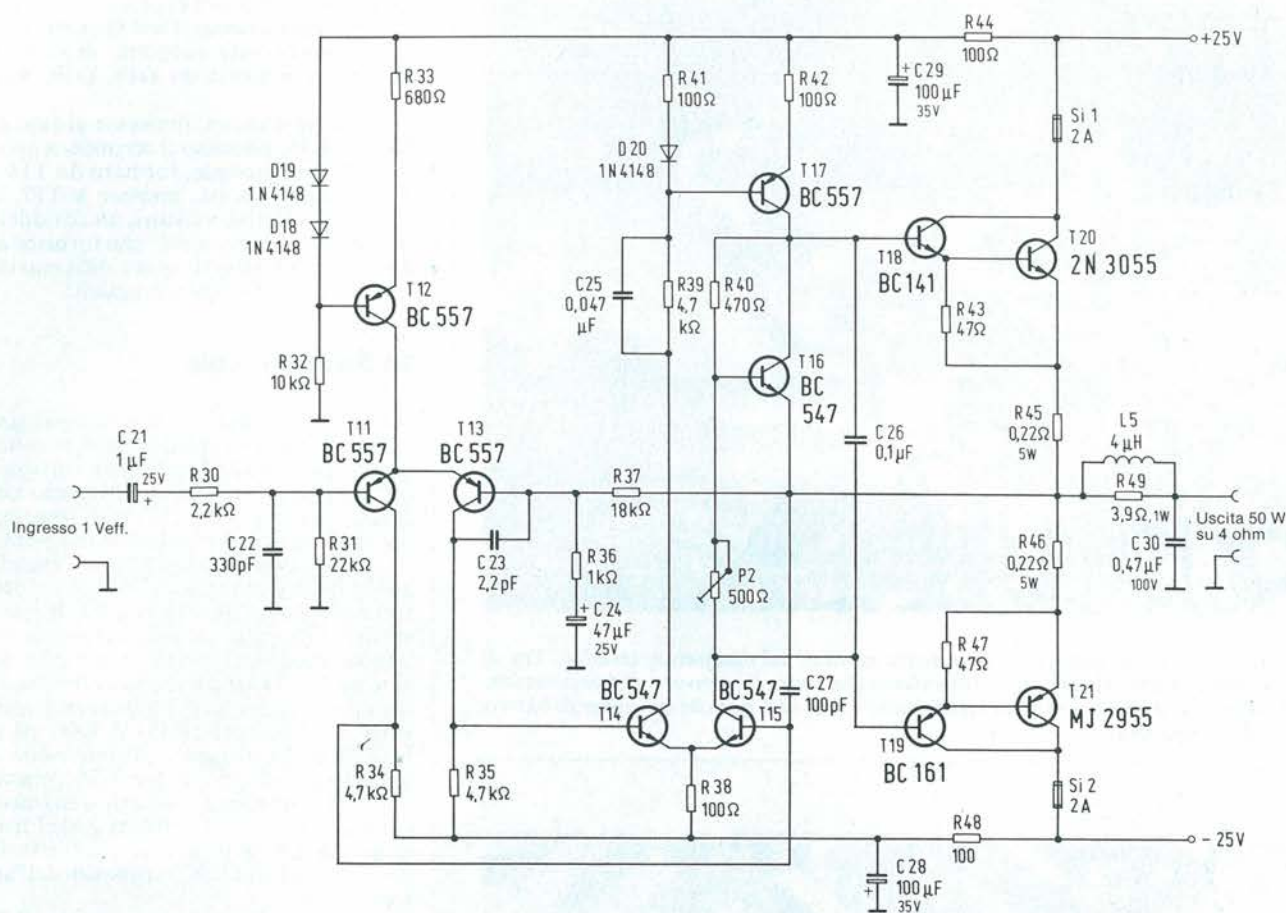 R44
100Ω
+25V
R33
680Ω
R41
100Ω
R42
100Ω
+ C29
100µF
35V
Si 1
2A
D19
1N4148
D18
1N4148
D20
1N4148
T17
BC557
T18
BC141
T20
2N 3055
T12
BC 557
C25
0,047
µF
R39
4,7
kΩ
R40
470Ω
R43
47Ω
R32
10kΩ
T16
BC
547
C 21
1µF
25V
+
R30
2,2kΩ
T11
BC 557
T13
BC 557
R37
18kΩ
C26
0,1µF
R45
0,22Ω
5W
L5
4µH
R49
3,9Ω,1W
Ingresso 1 Veff.
Uscita 50 W
su 4 ohm
C22
330pF
R31
22kΩ
C23
2,2pF
R36
1kΩ
+ C24
47µF
25V
P2
500Ω
R46
0,22Ω
5W
C30
0,47µF
100V
R47
47Ω
BC547
T14
BC547
T15
C27
100pF
T19
BC 161
T21
MJ 2955
R34
4,7kΩ
R35
4,7kΩ
R38
100Ω
Si 2
2A
R48
100
- 25V
C28
+ 100µF
35V